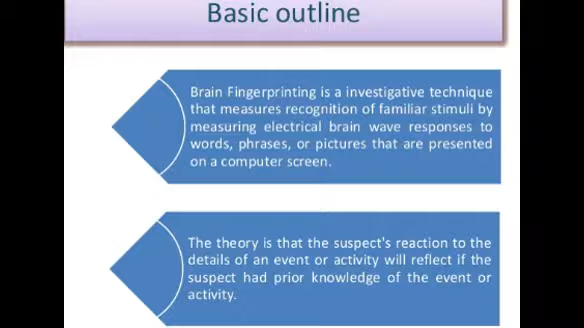 Basic outline
Brain Fingerprinting is a investigative technique
that measures recognition of familiar stimuli by
measuring electrical brain wave responses to
words, phrases, or pictures that are presented
on a computer screen.
The theory is that the suspect's reaction to the
details of an event or activity will reflect if the
suspect had prior knowledge of the event or
activity.